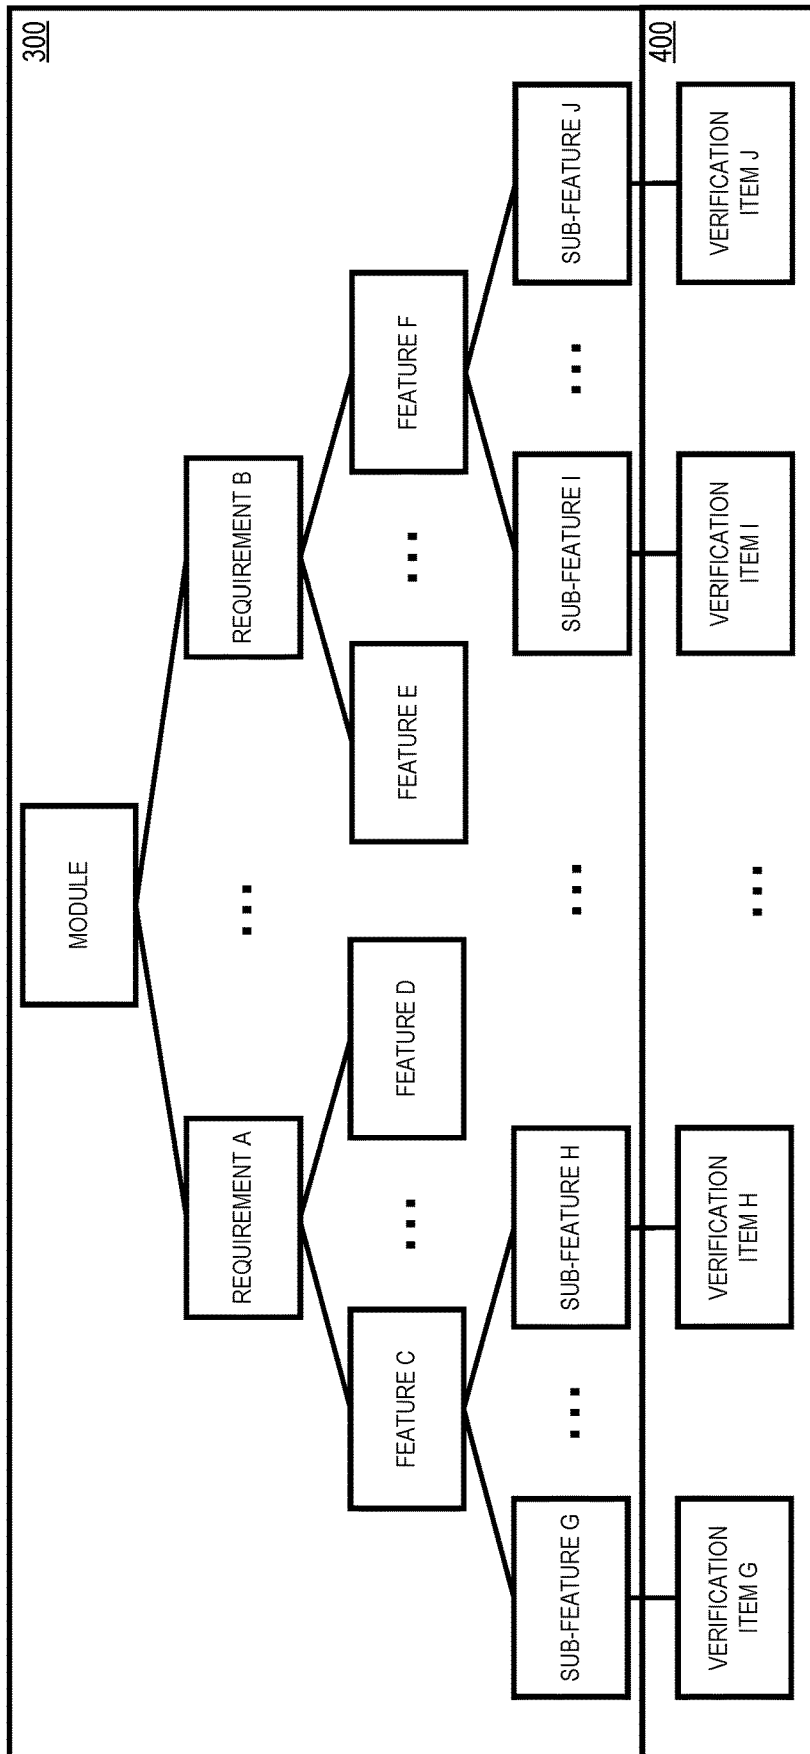 300
MODULE
REQUIREMENT A
REQUIREMENT B
FEATURE C
FEATURE D
FEATURE E
FEATURE F
SUB-FEATURE G
SUB-FEATURE H
SUB-FEATURE I
SUB-FEATURE J
400
VERIFICATION
ITEM G
VERIFICATION
ITEM H
VERIFICATION
ITEM I
VERIFICATION
ITEM J